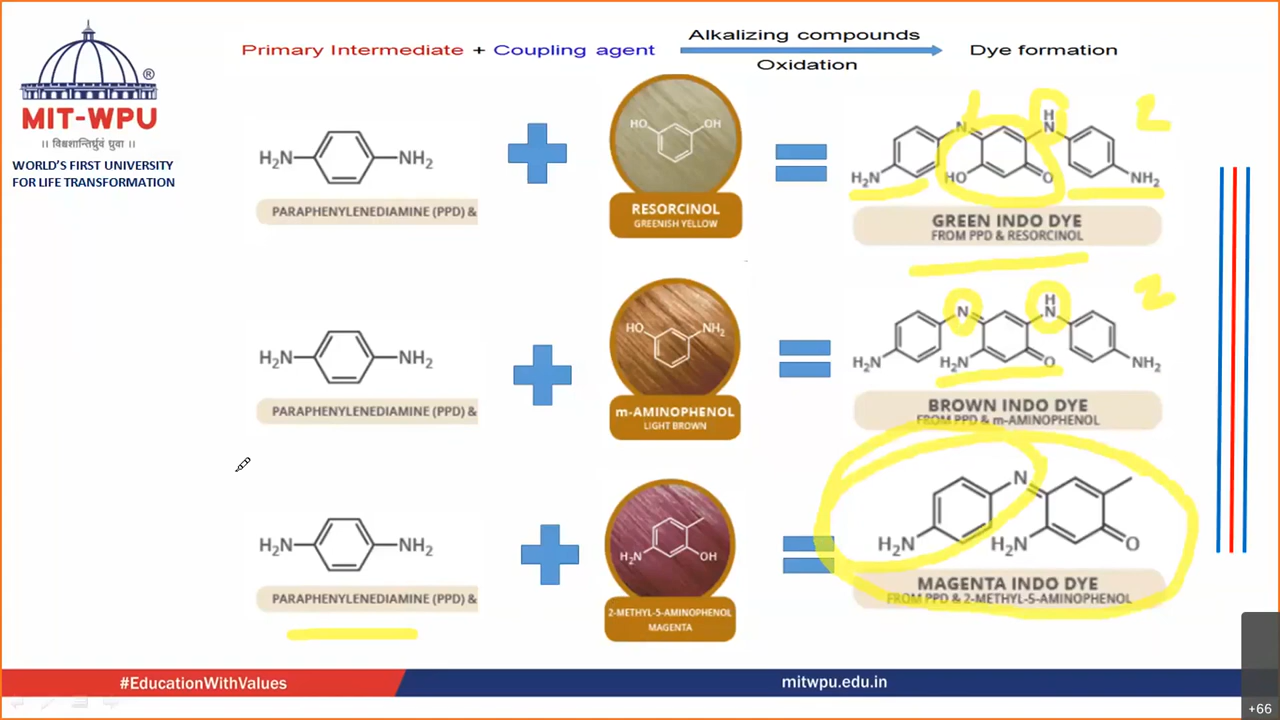 Primary Intermediate + Coupling agent
Alkalizing compounds
Oxidation
Dye formation
®
MIT-WPU
॥ विश्वशान्तिर्ध्रुवं ध्रुवा ॥
WORLD'S FIRST UNIVERSITY
FOR LIFE TRANSFORMATION
H₂N NH₂
PARAPHENYLENEDIAMINE (PPD) &
HO OH
RESORCINOL
GREENISH YELLOW
N H N
H₂N HO O NH₂
2
GREEN INDO DYE
FROM PPD & RESORCINOL
H₂N NH₂
PARAPHENYLENEDIAMINE (PPD) &
HO NH₂
m-AMINOPHENOL
LIGHT BROWN
N H N
H₂N H₂N O NH₂
2
BROWN INDO DYE
FROM PPD & m-AMINOPHENOL
H₂N NH₂
PARAPHENYLENEDIAMINE (PPD) &
H₂N OH
2-METHYL-5-AMINOPHENOL
MAGENTA
N
H₂N H₂N O
MAGENTA INDO DYE
FROM PPD & 2-METHYL-5-AMINOPHENOL
#EducationWithValues
mitwpu.edu.in
+66